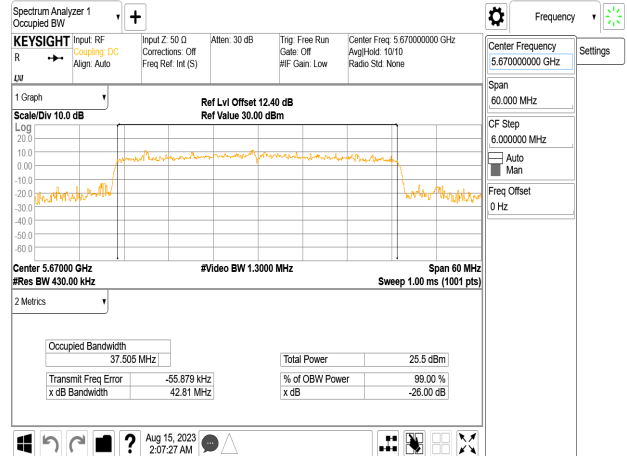 Spectrum Analyzer 1
Occupied BW
Frequency
KEYSIGHT
R
Input: RF
Coupling: DC
Align: Auto
Input Z: 50 Ω
Corrections: Off
Freq Ref: Int (S)
Atten: 30 dB
Trig: Free Run
Gate: Off
#IF Gain: Low
Center Freq: 5.670000000 GHz
Avg|Hold: 10/10
Radio Std: None
Center Frequency
5.670000000 GHz
Settings
Span
60.000 MHz
CF Step
6.000000 MHz
Auto
Man
Freq Offset
0 Hz
1 Graph
Scale/Div 10.0 dB
Ref Lvl Offset 12.40 dB
Ref Value 30.00 dBm
Log
20.0
10.0
0.00
-10.0
-20.0
-30.0
-40.0
-50.0
-60.0
Center 5.67000 GHz
#Video BW 1.3000 MHz
Span 60 MHz
#Res BW 430.00 kHz
Sweep 1.00 ms (1001 pts)
2 Metrics
Occupied Bandwidth
37.505 MHz
Total Power 25.5 dBm
Transmit Freq Error -55.879 kHz
% of OBW Power 99.00 %
x dB Bandwidth 42.81 MHz
x dB -26.00 dB
?
Aug 15, 2023
2:07:27 AM